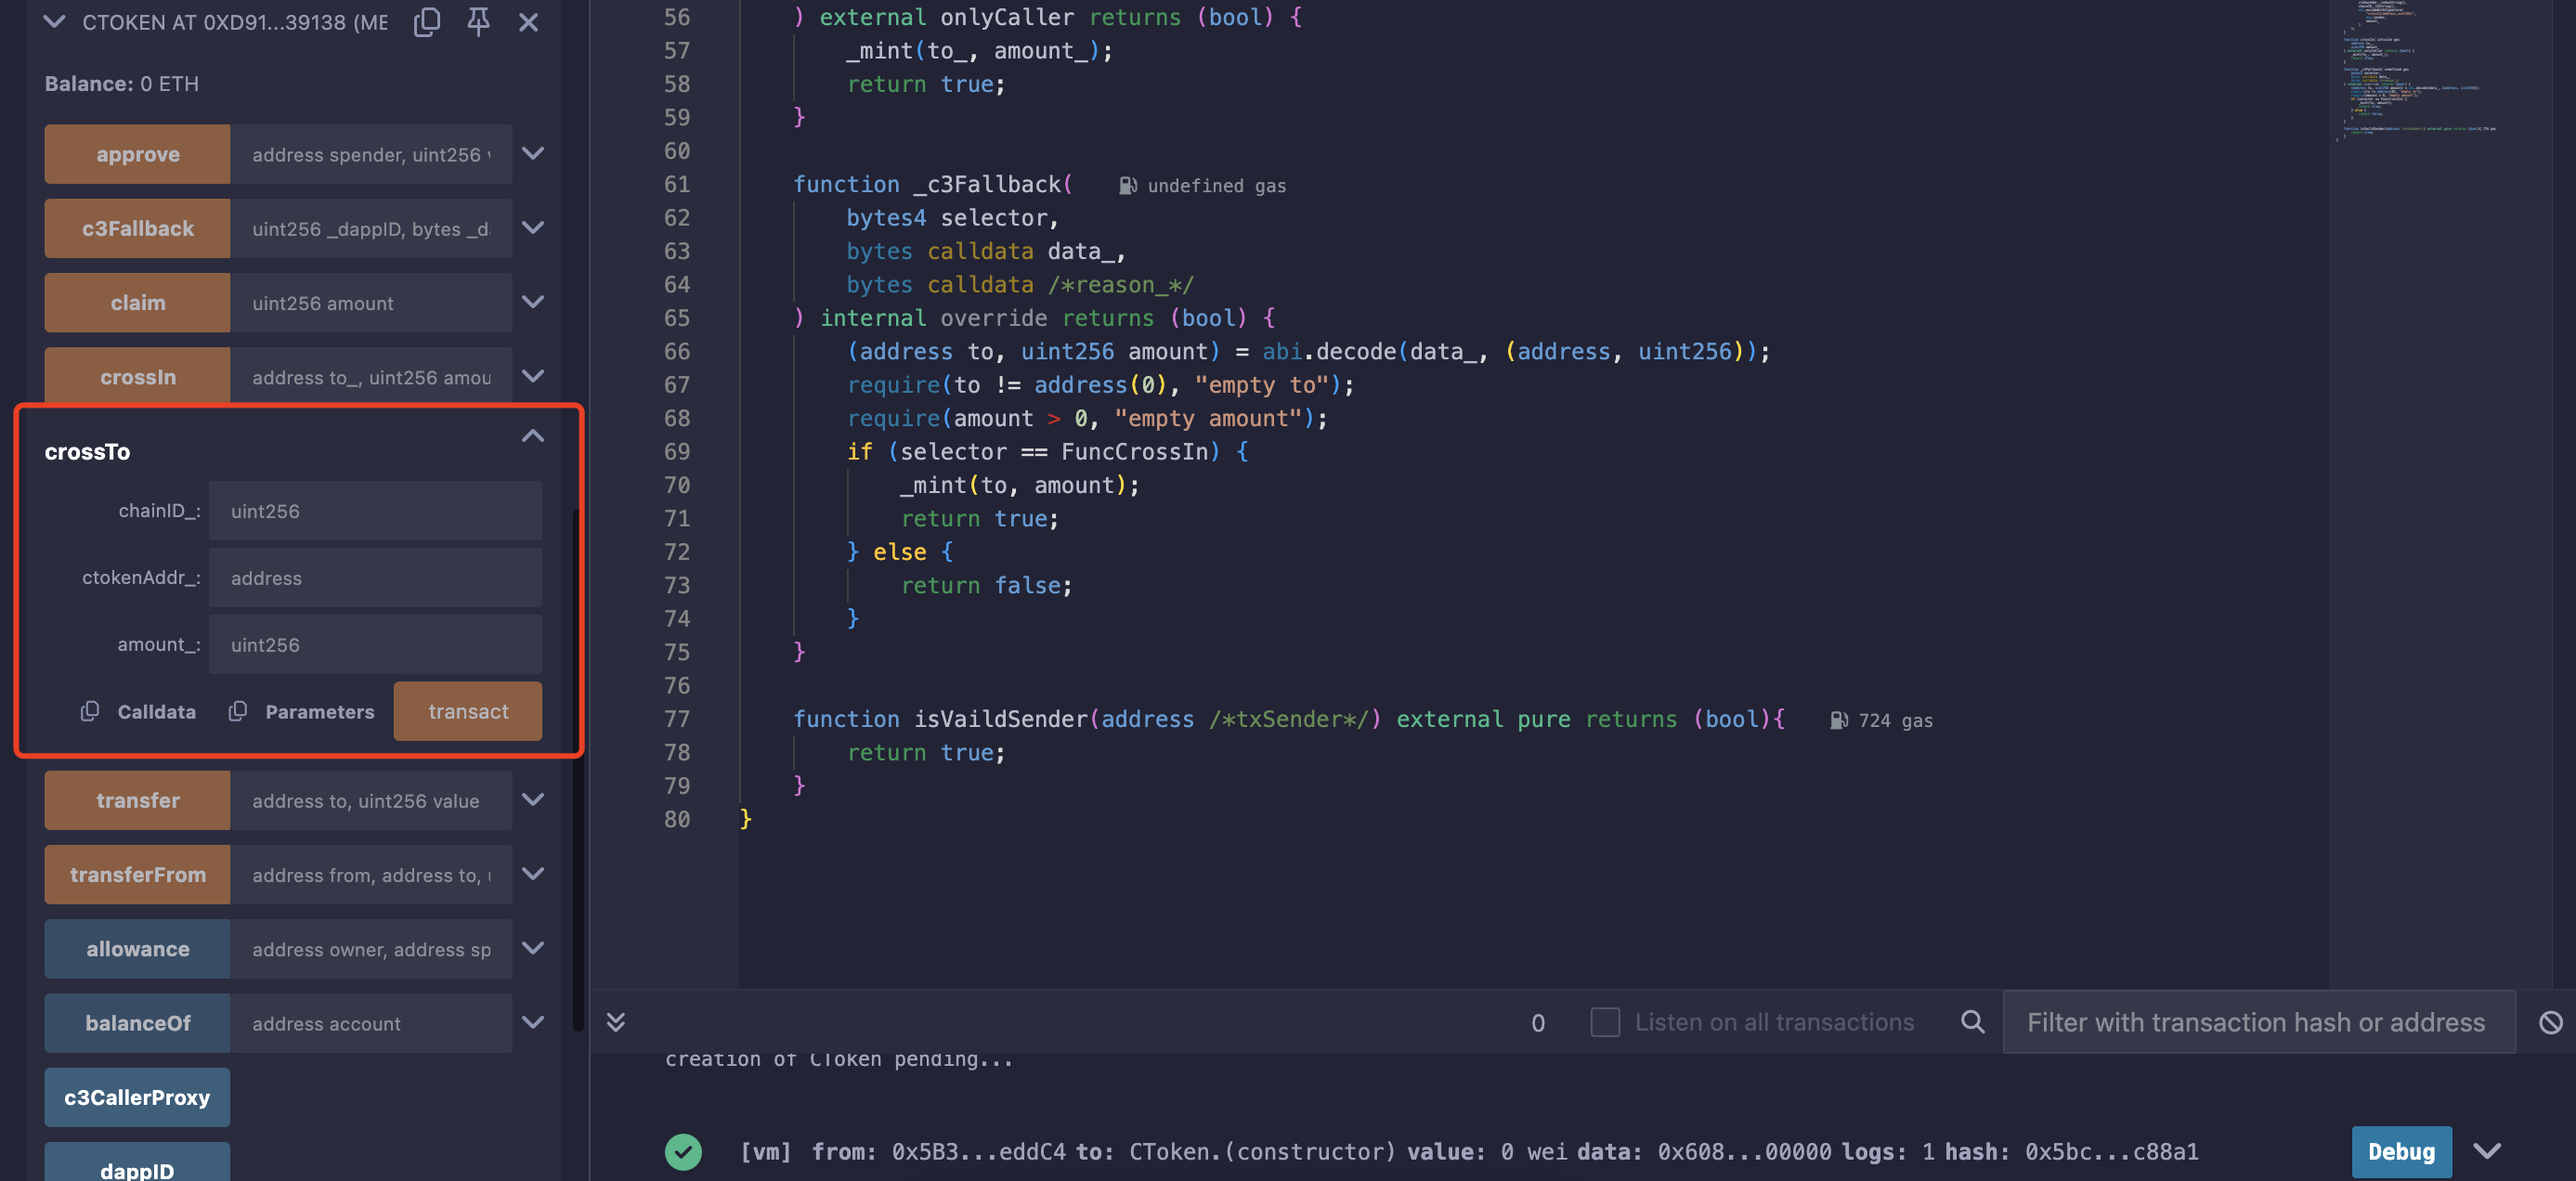 CTOKEN AT 0XD91...39138 (ME
Balance: 0 ETH
approve address spender, uint256 v
c3Fallback uint256 _dappID, bytes _d
claim uint256 amount
crossIn address to_, uint256 amou
crossTo
chainID_: uint256
ctokenAddr_: address
amount_: uint256
Calldata Parameters transact
transfer address to, uint256 value
transferFrom address from, address to,
allowance address owner, address sp
balanceOf address account
c3CallerProxy
dappID
56 ) external onlyCaller returns (bool) {
57 _mint(to_, amount_);
58 return true;
59 }
60
61 function _c3Fallback( undefined gas
62 bytes4 selector,
63 bytes calldata data_,
64 bytes calldata /*reason_*/
65 ) internal override returns (bool) {
66 (address to, uint256 amount) = abi.decode(data_, (address, uint256));
67 require(to != address(0), "empty to");
68 require(amount > 0, "empty amount");
69 if (selector == FuncCrossIn) {
70 _mint(to, amount);
71 return true;
72 } else {
73 return false;
74 }
75 }
76
77 function isVaildSender(address /*txSender*/) external pure returns (bool){ 724 gas
78 return true;
79 }
80 }
0 Listen on all transactions Filter with transaction hash or address
creation of CToken pending...
[vm] from: 0x5B3...eddC4 to: CToken.(constructor) value: 0 wei data: 0x608...00000 logs: 1 hash: 0x5bc...c88a1 Debug